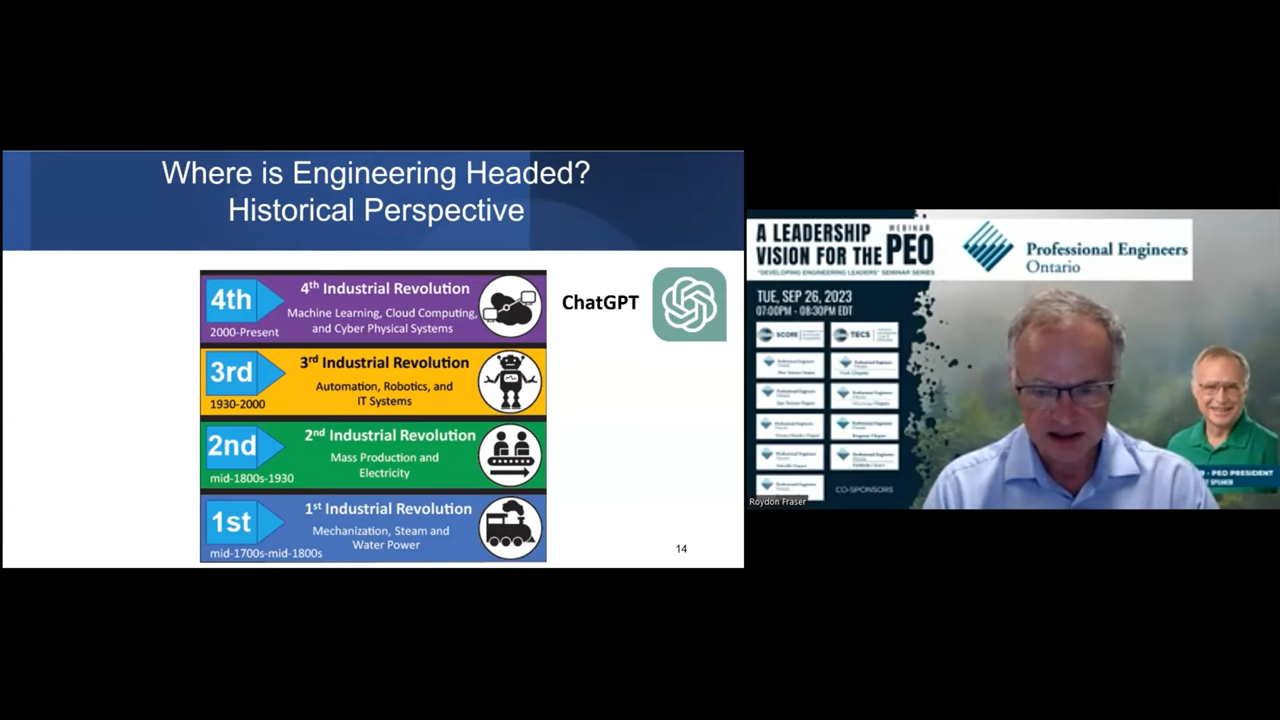 Where is Engineering Headed?
Historical Perspective
4th
2000-Present
4th Industrial Revolution
Machine Learning, Cloud Computing,
and Cyber Physical Systems
ChatGPT
3rd
1930-2000
3rd Industrial Revolution
Automation, Robotics, and
IT Systems
2nd
mid-1800s-1930
2nd Industrial Revolution
Mass Production and
Electricity
1st
mid-1700s-mid-1800s
1st Industrial Revolution
Mechanization, Steam and
Water Power
14
A LEADERSHIP WEBINAR
VISION FOR THE PEO
"DEVELOPING ENGINEERING LEADERS" SEMINAR SERIES
Professional Engineers
Ontario
TUE, SEP 26, 2023
07:00PM - 08:30PM EDT
SCORE
TECS
CO-SPONSORS
- PEO PRESIDENT
SPEAKER
Roydon Fraser